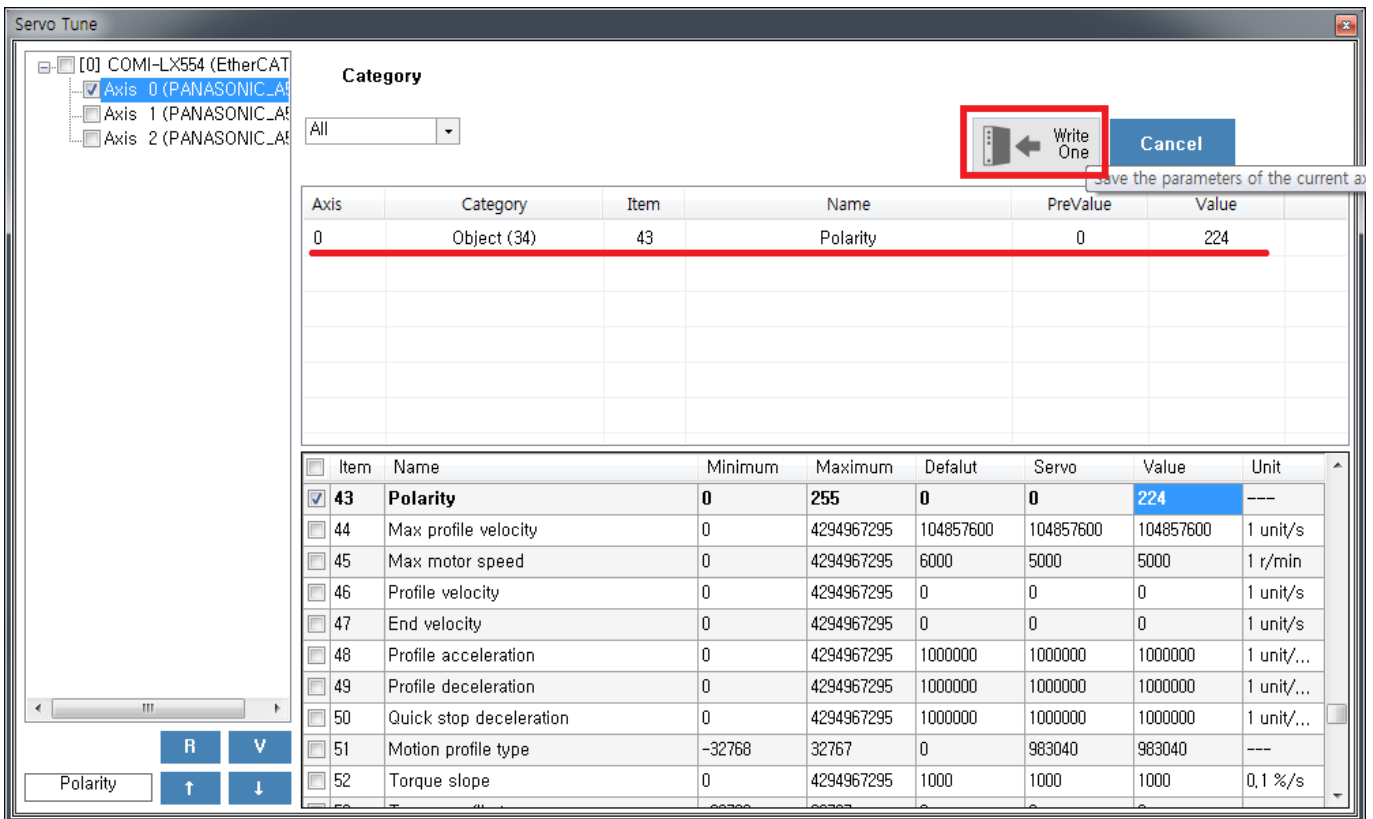 Servo Tune
[0] COMI-LX554 (EtherCAT
Axis 0 (PANASONIC_A5
Axis 1 (PANASONIC_A5
Axis 2 (PANASONIC_A5
Category
All
Write
One
Cancel
Save the parameters of the current ax
Axis Category Item Name PreValue Value
0 Object (34) 43 Polarity 0 224
Item Name Minimum Maximum Defalut Servo Value Unit
43 Polarity 0 255 0 0 224 ---
44 Max profile velocity 0 4294967295 104857600 104857600 104857600 1 unit/s
45 Max motor speed 0 4294967295 6000 5000 5000 1 r/min
46 Profile velocity 0 4294967295 0 0 0 1 unit/s
47 End velocity 0 4294967295 0 0 0 1 unit/s
48 Profile acceleration 0 4294967295 1000000 1000000 1000000 1 unit/...
49 Profile deceleration 0 4294967295 1000000 1000000 1000000 1 unit/...
50 Quick stop deceleration 0 4294967295 1000000 1000000 1000000 1 unit/...
51 Motion profile type -32768 32767 0 983040 983040 ---
52 Torque slope 0 4294967295 1000 1000 1000 0,1 %/s
R V
Polarity ↑ ↓